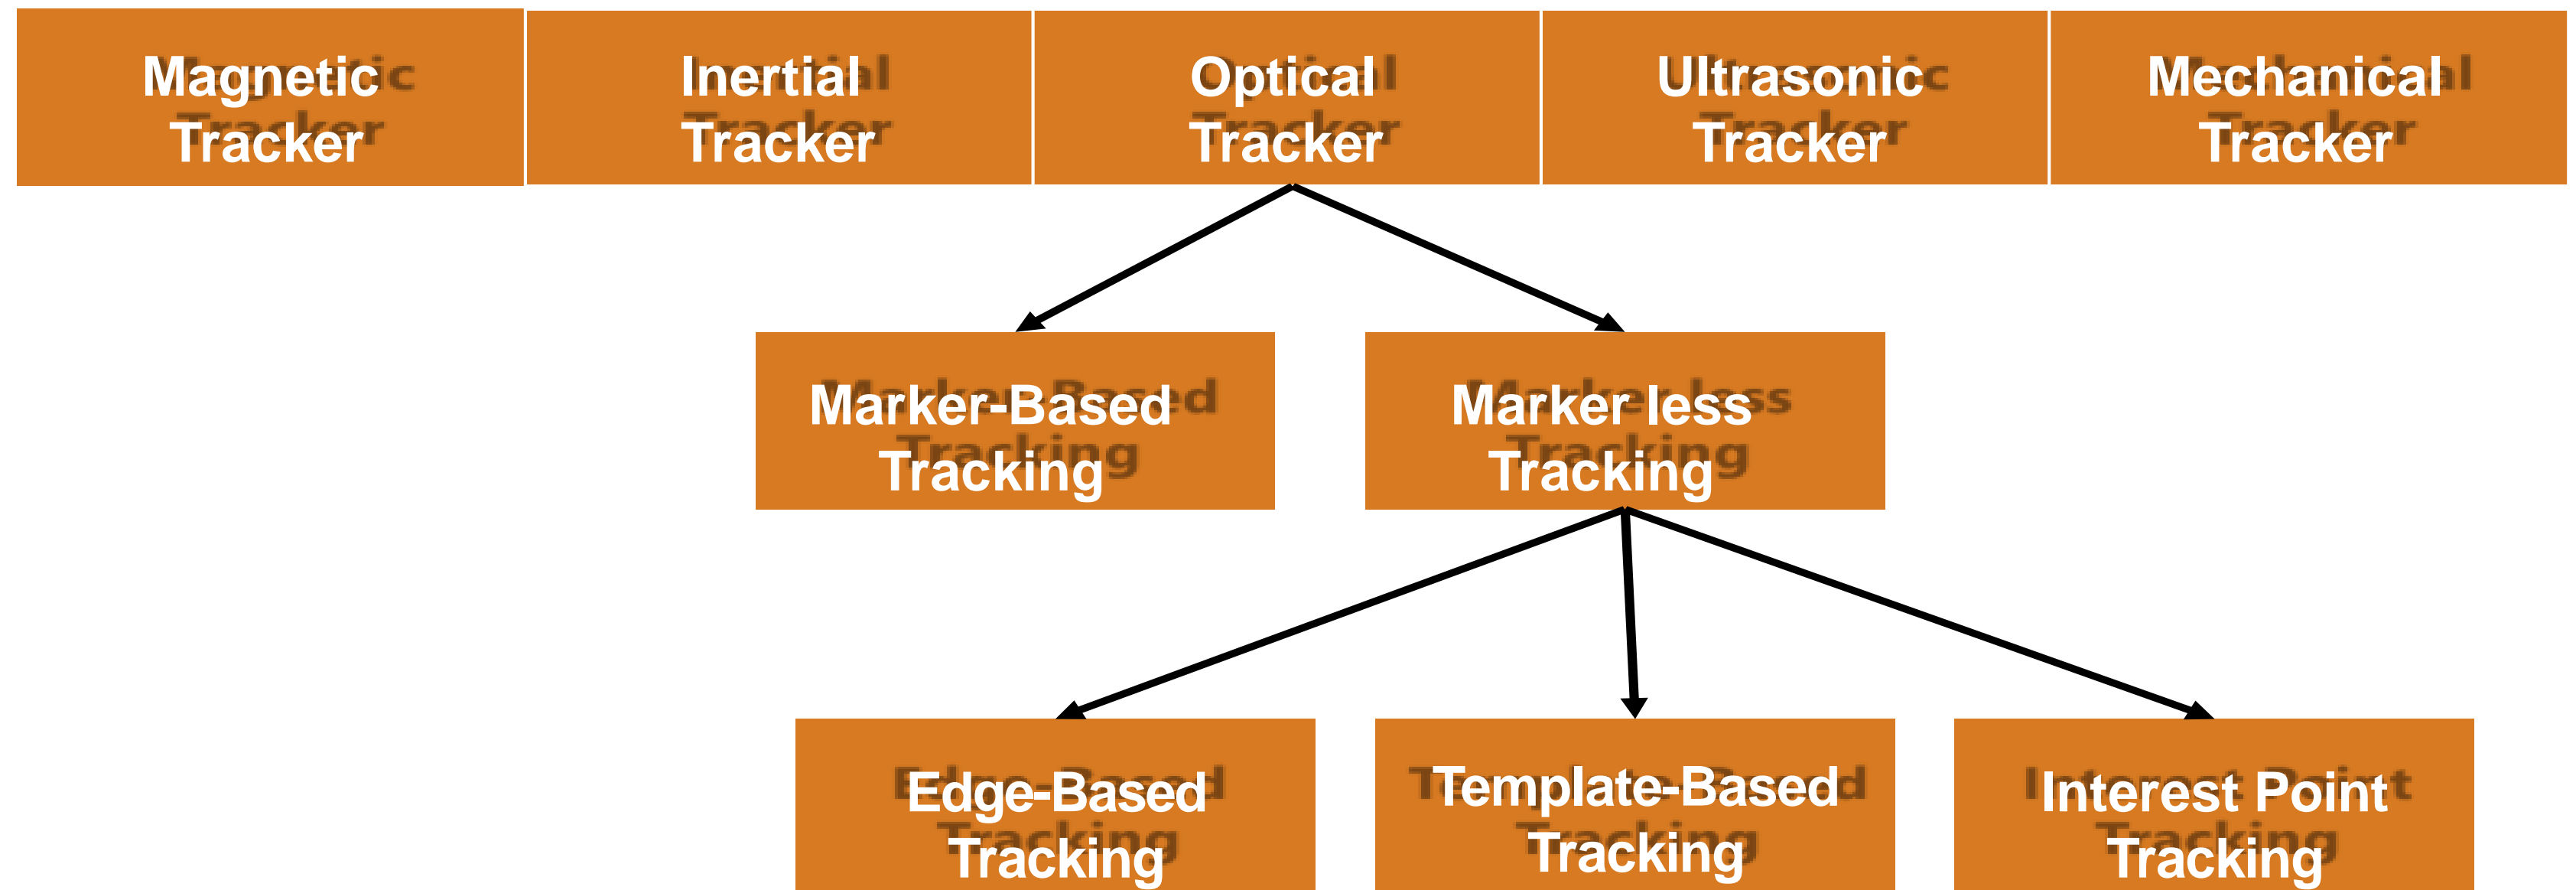 Magnetic
Tracker
Inertial
Tracker
Optical
Tracker
Ultrasonic
Tracker
Mechanical
Tracker
Marker-Based
Tracking
Marker less
Tracking
Edge-Based
Tracking
Template-Based
Tracking
Interest Point
Tracking